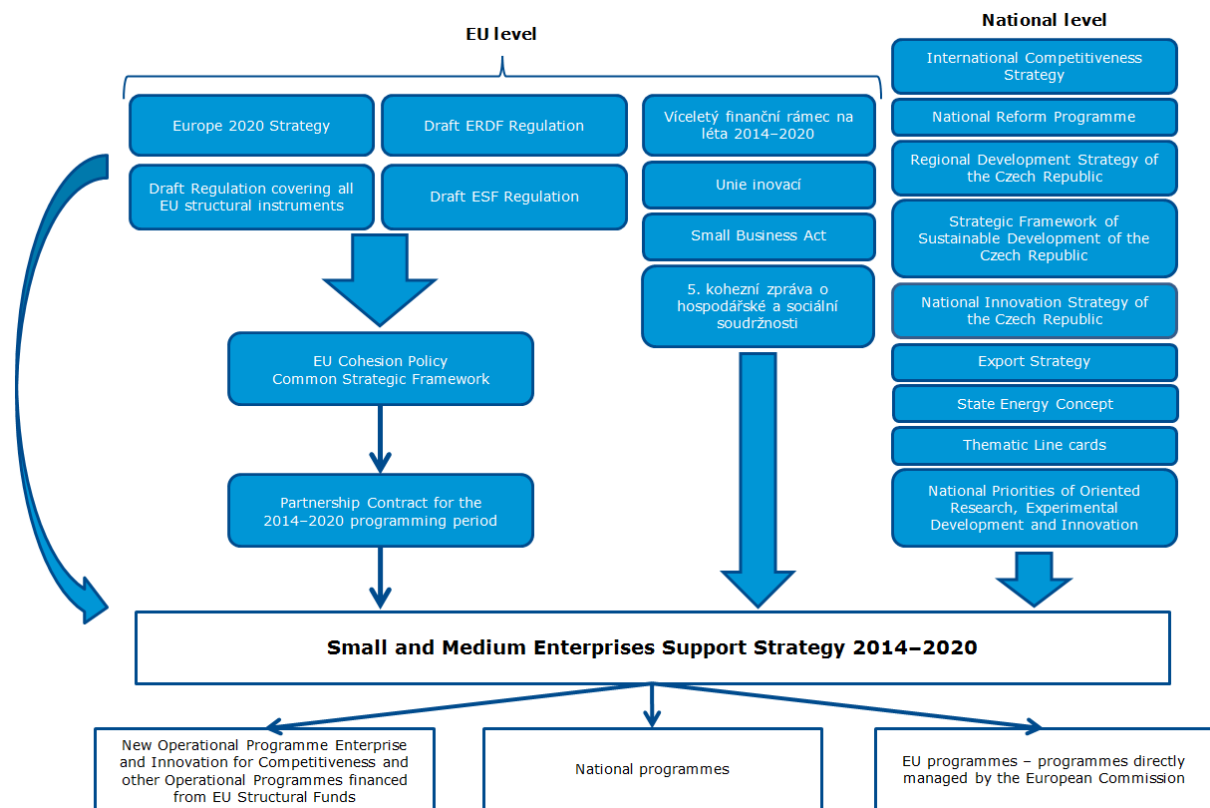 EU level
National level
Europe 2020 Strategy
Draft ERDF Regulation
Draft Regulation covering all
EU structural instruments
Draft ESF Regulation
Víceletý finanční rámec na
léta 2014–2020
Unie inovací
Small Business Act
5. kohezní zpráva o
hospodářské a sociální
soudržnosti
International Competitiveness
Strategy
National Reform Programme
Regional Development Strategy of
the Czech Republic
Strategic Framework of
Sustainable Development of the
Czech Republic
National Innovation Strategy of
the Czech Republic
Export Strategy
State Energy Concept
Thematic Line cards
National Priorities of Oriented
Research, Experimental
Development and Innovation
EU Cohesion Policy
Common Strategic Framework
Partnership Contract for the
2014–2020 programming period
Small and Medium Enterprises Support Strategy 2014–2020
New Operational Programme Enterprise
and Innovation for Competitiveness and
other Operational Programmes financed
from EU Structural Funds
National programmes
EU programmes – programmes directly
managed by the European Commission